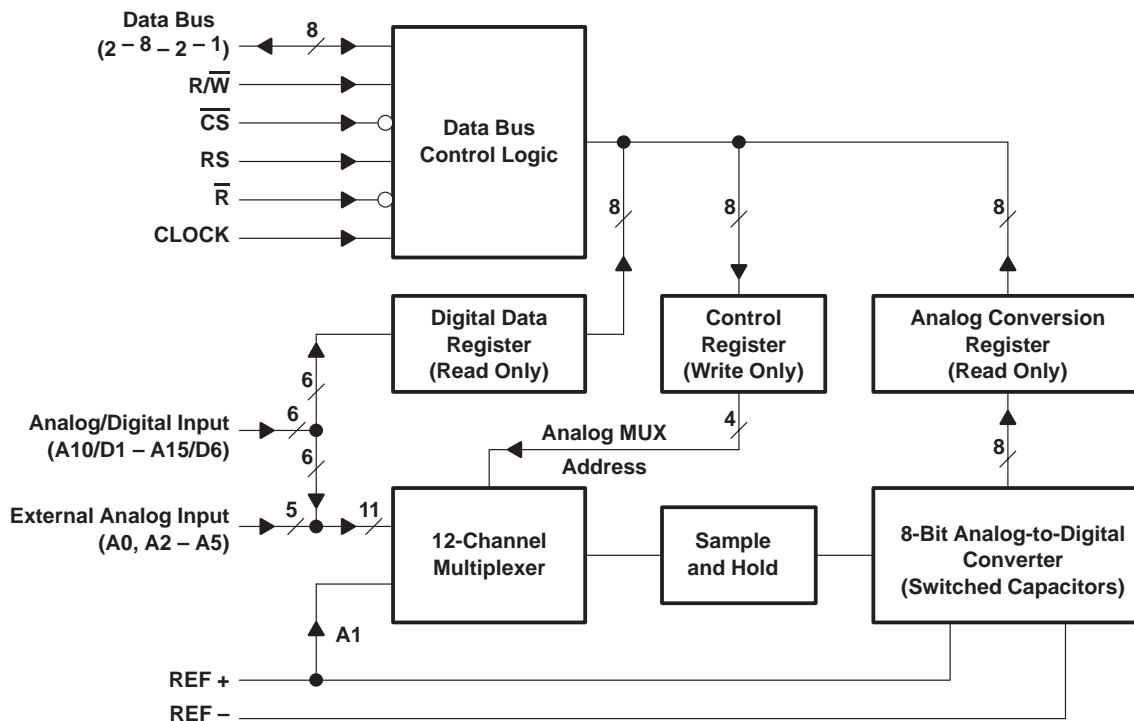 Data Bus
(2 – 8 – 2 – 1)
8
R/W̅
C̅S̅
RS
R̅
CLOCK
Data Bus
Control Logic
8
8
8
Digital Data
Register
(Read Only)
Control
Register
(Write Only)
Analog Conversion
Register
(Read Only)
6
Analog/Digital Input
(A10/D1 – A15/D6)
6
6
4
Analog MUX
Address
8
External Analog Input
(A0, A2 – A5)
5
11
12-Channel
Multiplexer
Sample
and Hold
8-Bit Analog-to-Digital
Converter
(Switched Capacitors)
A1
REF +
REF –